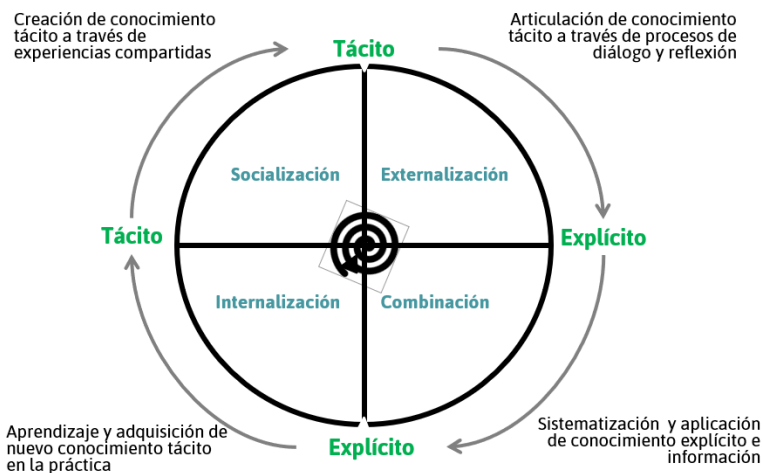 Creación de conocimiento
tácito a través de
experiencias compartidas
Articulación de conocimiento
tácito a través de procesos de
diálogo y reflexión
Tácito
Socialización
Externalización
Tácito
Explícito
Internalización
Combinación
Aprendizaje y adquisición de
nuevo conocimiento tácito
en la práctica
Explícito
Sistematización y aplicación
de conocimiento explícito e
información